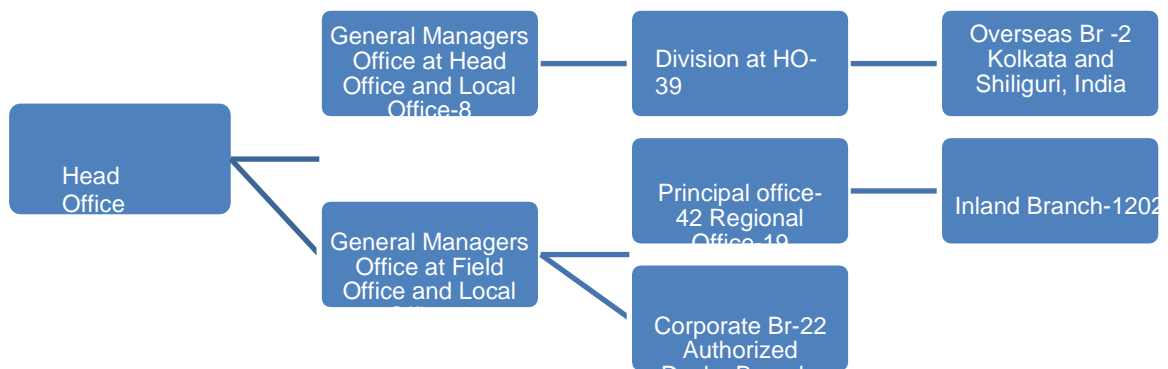 General Managers
Office at Head
Office and Local
Office-8
Division at HO-
39
Overseas Br -2
Kolkata and
Shiliguri, India
Head
Office
Principal office-
42 Regional
Office-19
Inland Branch-1202
General Managers
Office at Field
Office and Local
Corporate Br-22
Authorized